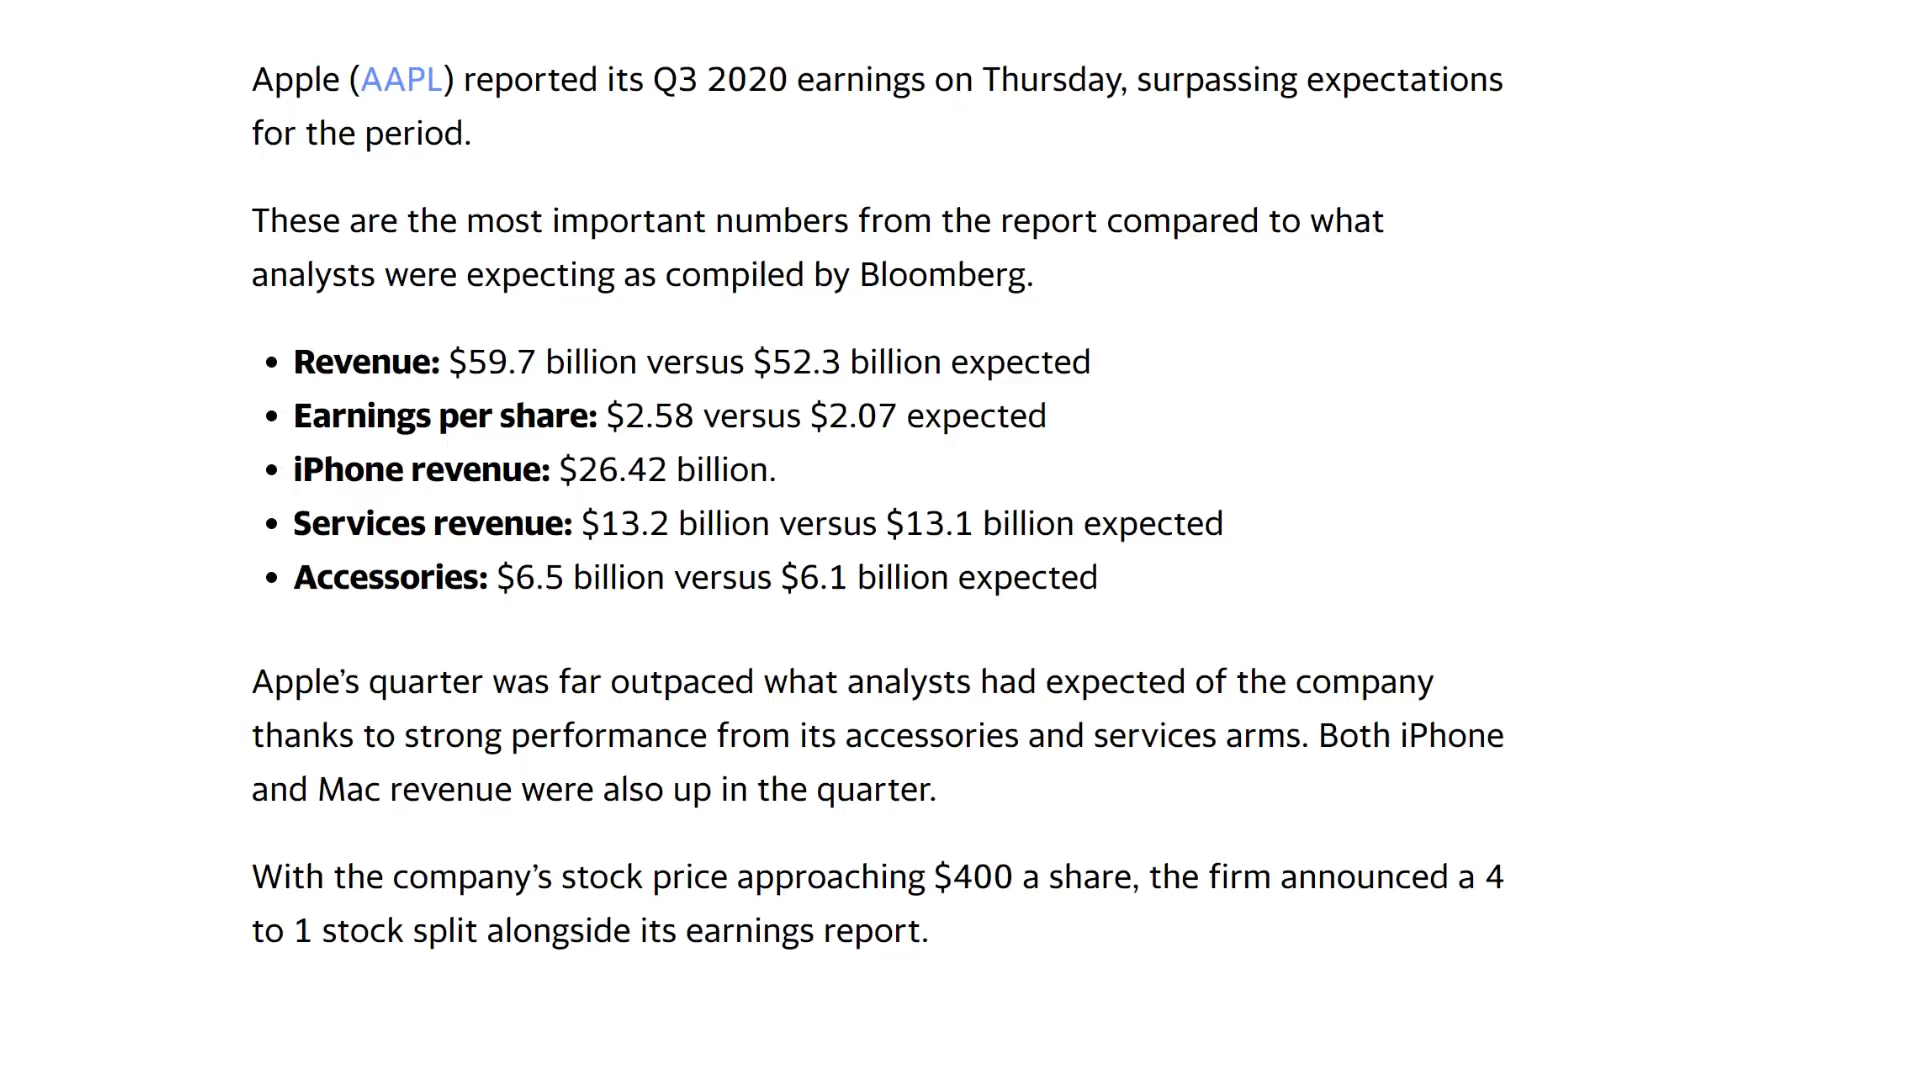 Apple (AAPL) reported its Q3 2020 earnings on Thursday, surpassing expectations
for the period.
These are the most important numbers from the report compared to what
analysts were expecting as compiled by Bloomberg.
• Revenue: $59.7 billion versus $52.3 billion expected
• Earnings per share: $2.58 versus $2.07 expected
• iPhone revenue: $26.42 billion.
• Services revenue: $13.2 billion versus $13.1 billion expected
• Accessories: $6.5 billion versus $6.1 billion expected
Apple’s quarter was far outpaced what analysts had expected of the company
thanks to strong performance from its accessories and services arms. Both iPhone
and Mac revenue were also up in the quarter.
With the company’s stock price approaching $400 a share, the firm announced a 4
to 1 stock split alongside its earnings report.